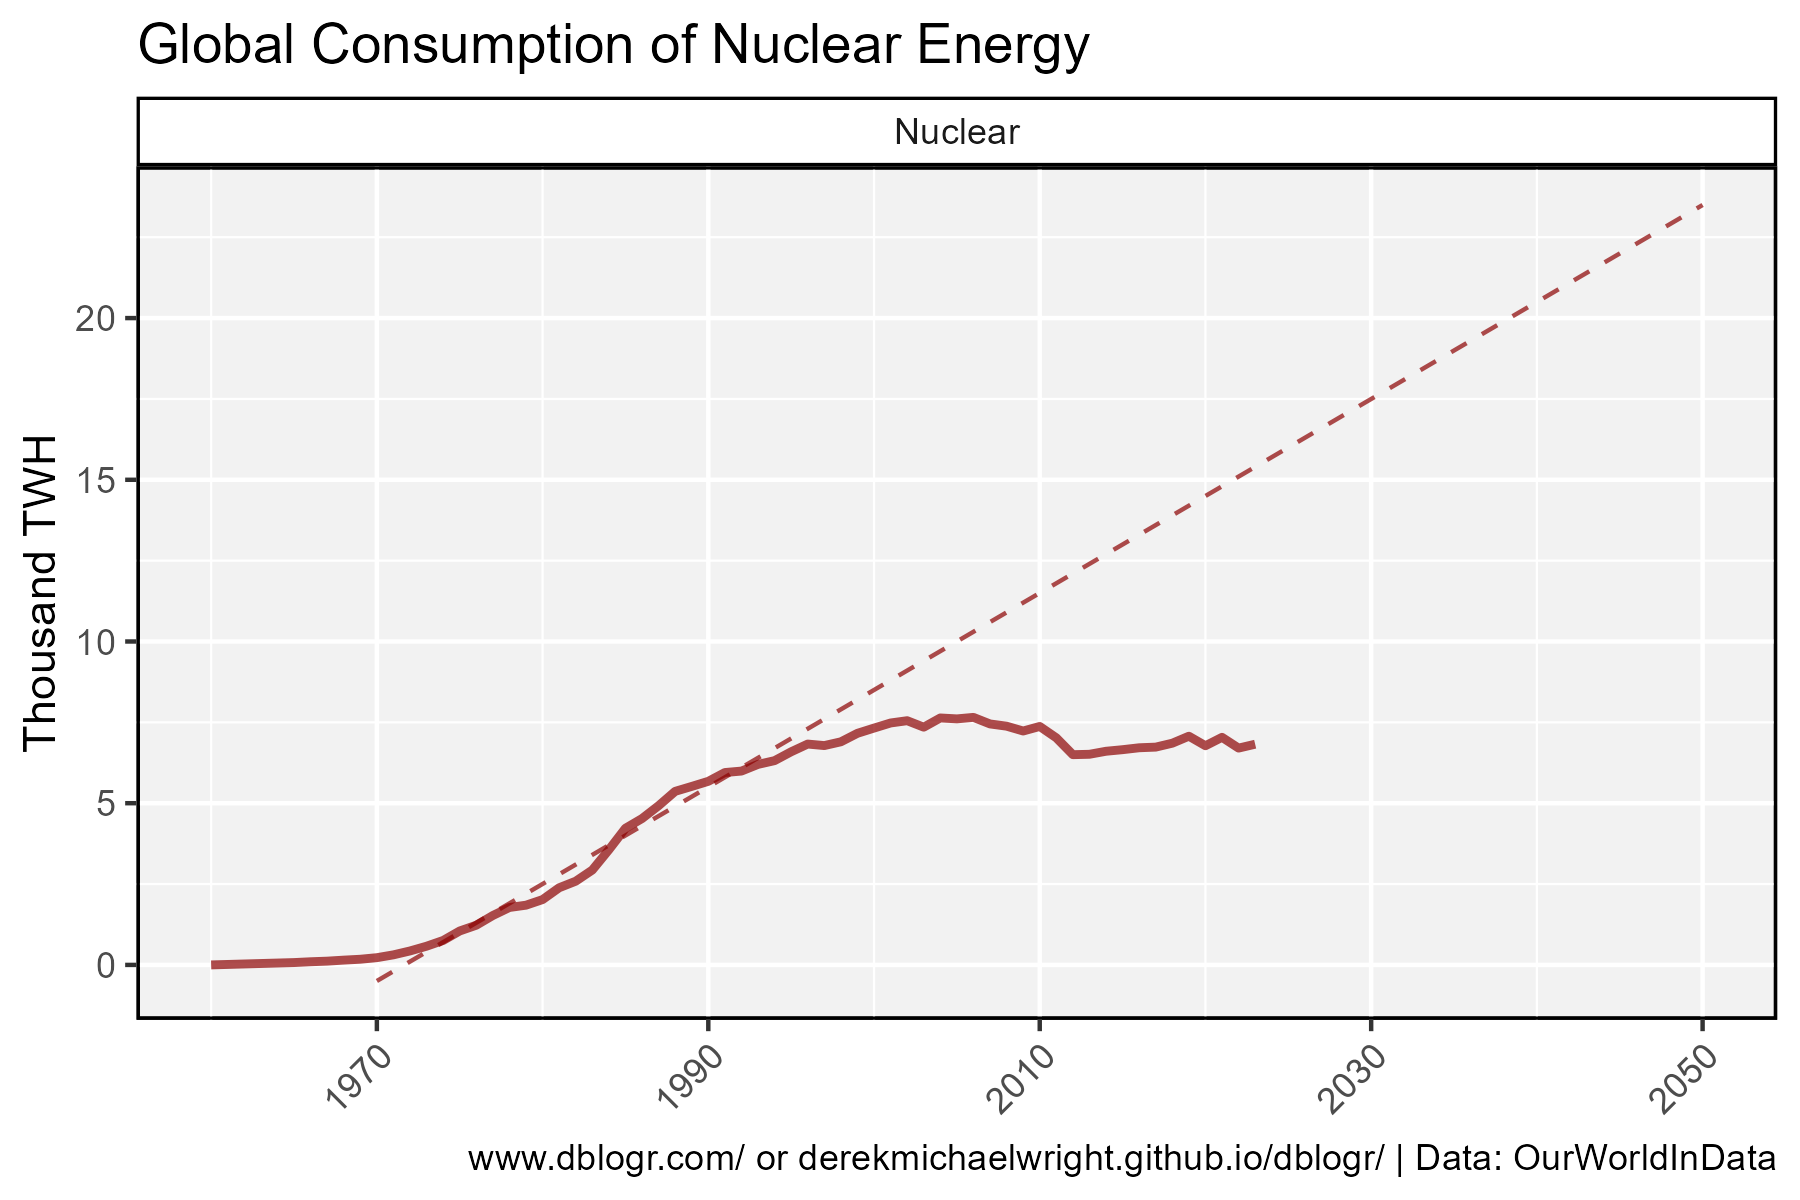 Global Consumption of Nuclear Energy
Nuclear
Thousand TWH
20
15
10
5
0
1970
1990
2010
2030
2050
www.dblogr.com/ or derekmichaelwright.github.io/dblogr/ | Data: OurWorldInData